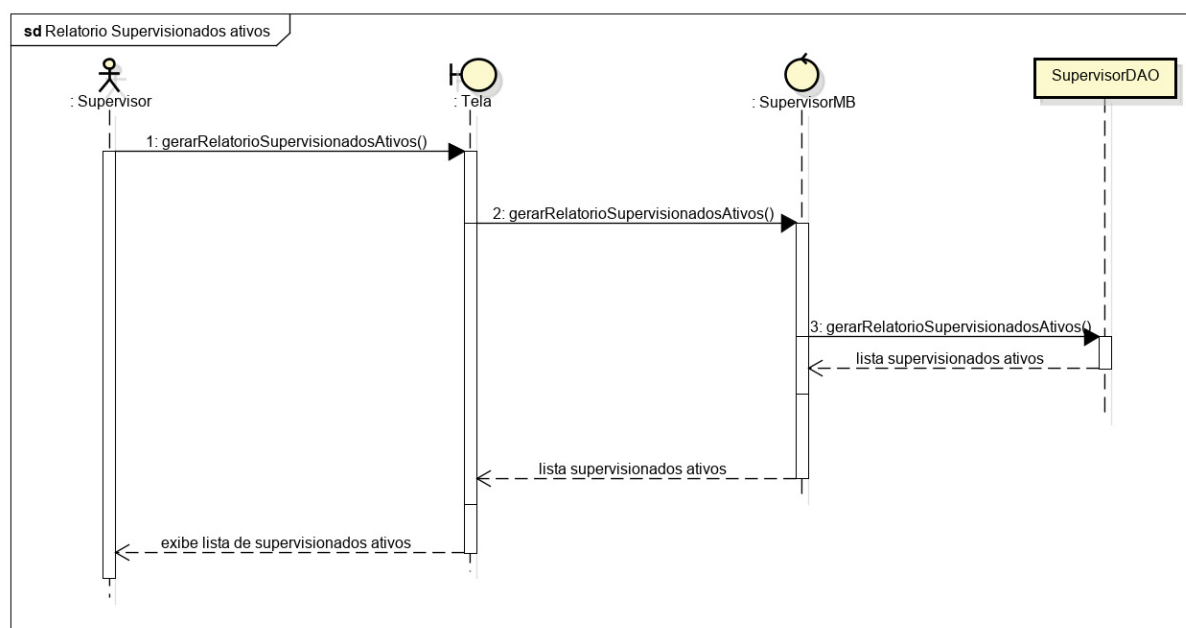 sd Relatorio Supervisionados ativos
: Supervisor
: Tela
: SupervisorMB
SupervisorDAO
1: gerarRelatorioSupervisionadosAtivos()
2: gerarRelatorioSupervisionadosAtivos()
3: gerarRelatorioSupervisionadosAtivos()
lista supervisionados ativos
lista supervisionados ativos
exibe lista de supervisionados ativos